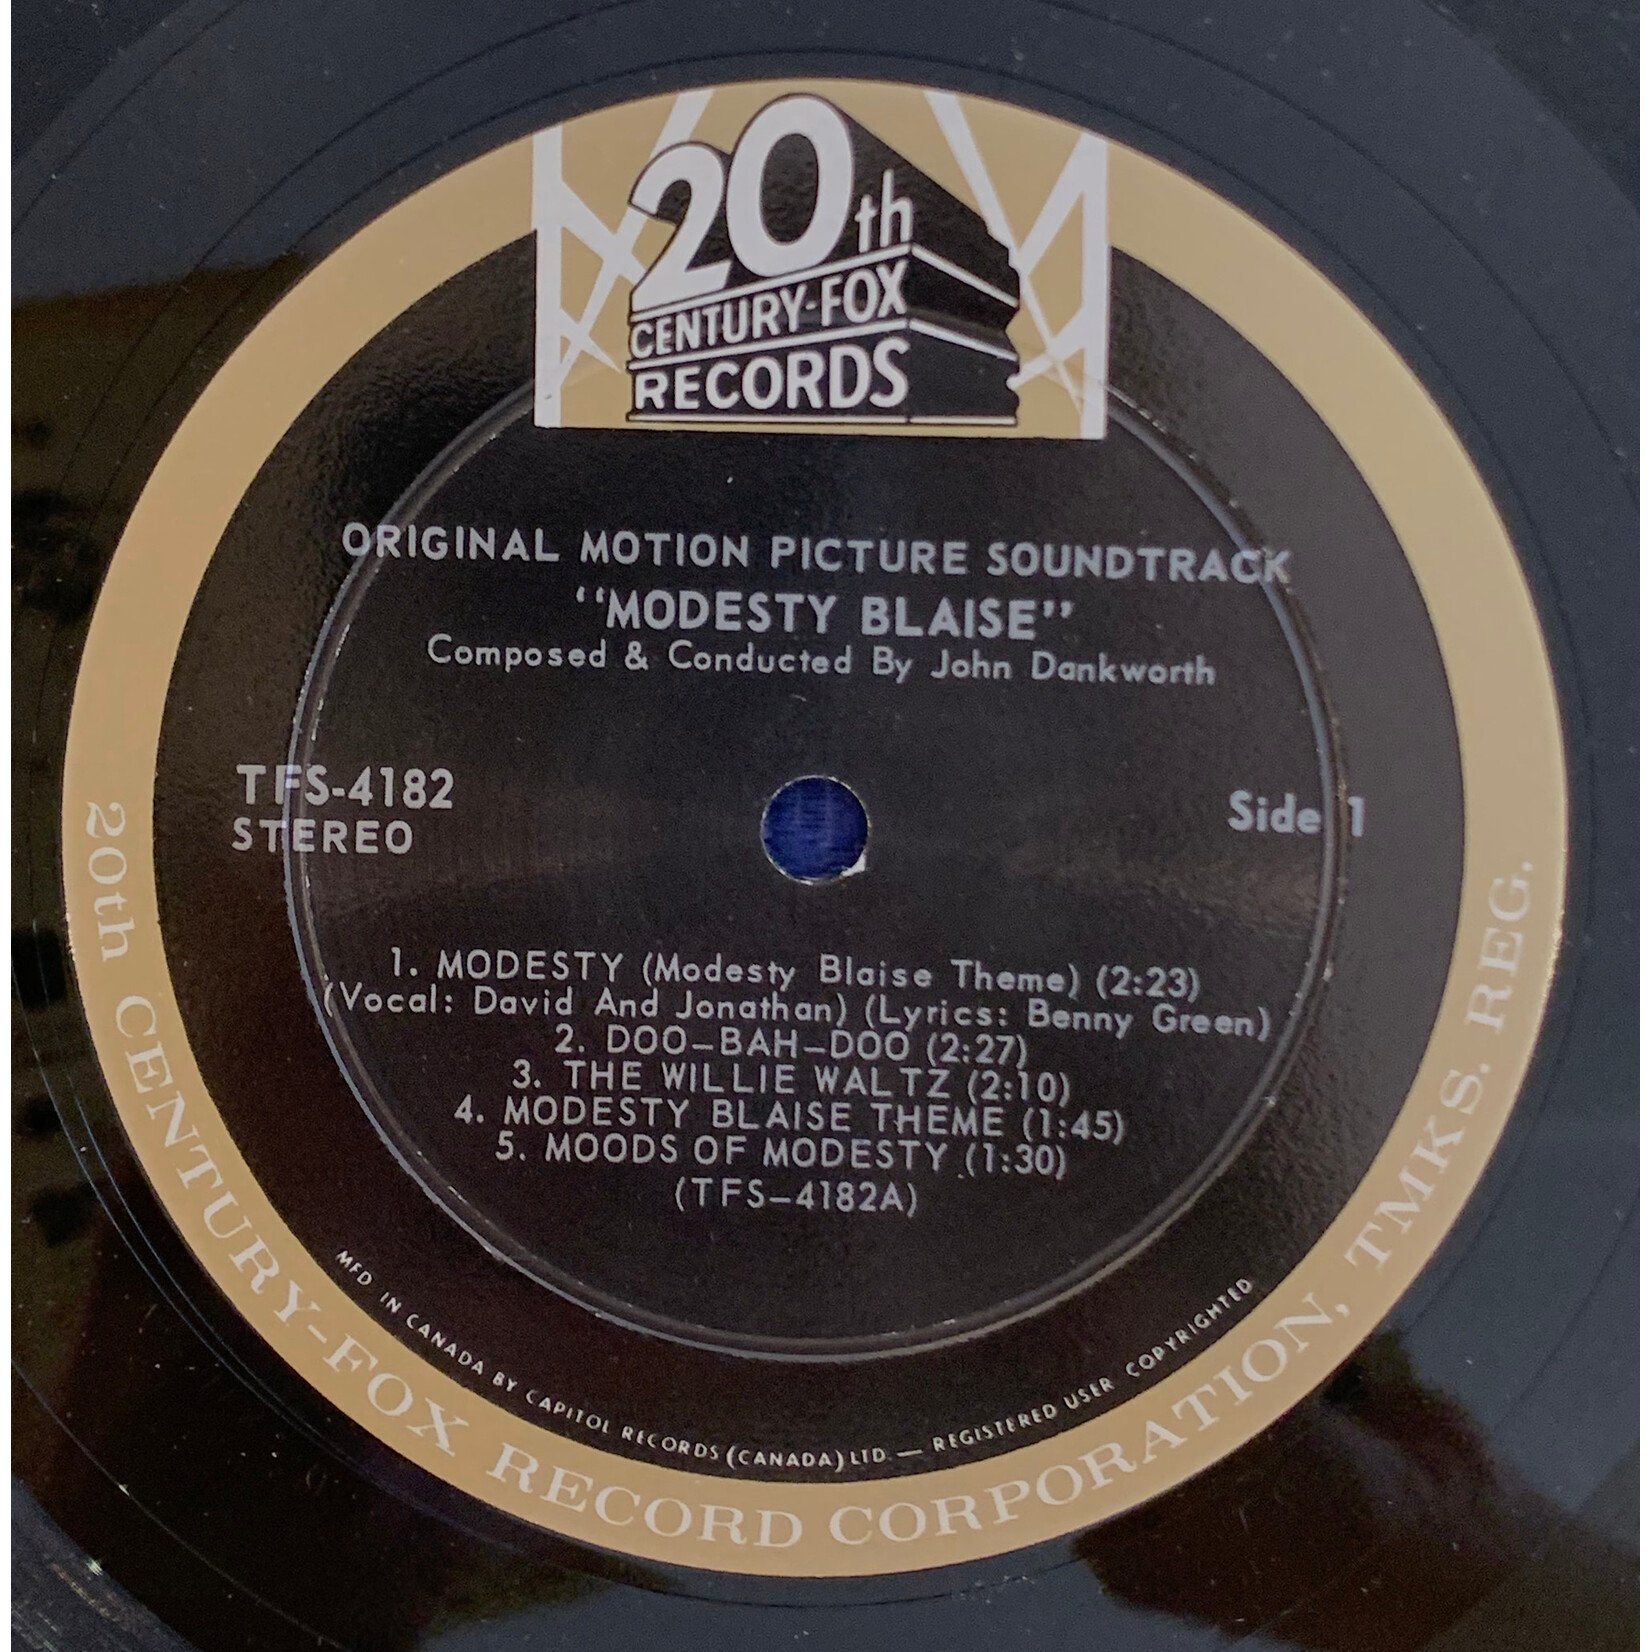 20th
CENTURY-FOX
RECORDS
ORIGINAL MOTION PICTURE SOUNDTRACK
"MODESTY BLAISE"
Composed & Conducted By John Dankworth
TFS-4182
STEREO
Side 1
1. MODESTY (Modesty Blaise Theme) (2:23)
(Vocal: David And Jonathan) (Lyrics: Benny Green)
2. DOO-BAH-DOO (2:27)
3. THE WILLIE WALTZ (2:10)
4. MODESTY BLAISE THEME (1:45)
5. MOODS OF MODESTY (1:30)
(TFS-4182A)
MFD IN CANADA BY CAPITOL RECORDS (CANADA) LTD. — REGISTERED USER COPYRIGHTED
20th CENTURY-FOX RECORD CORPORATION, TMKS. REG.